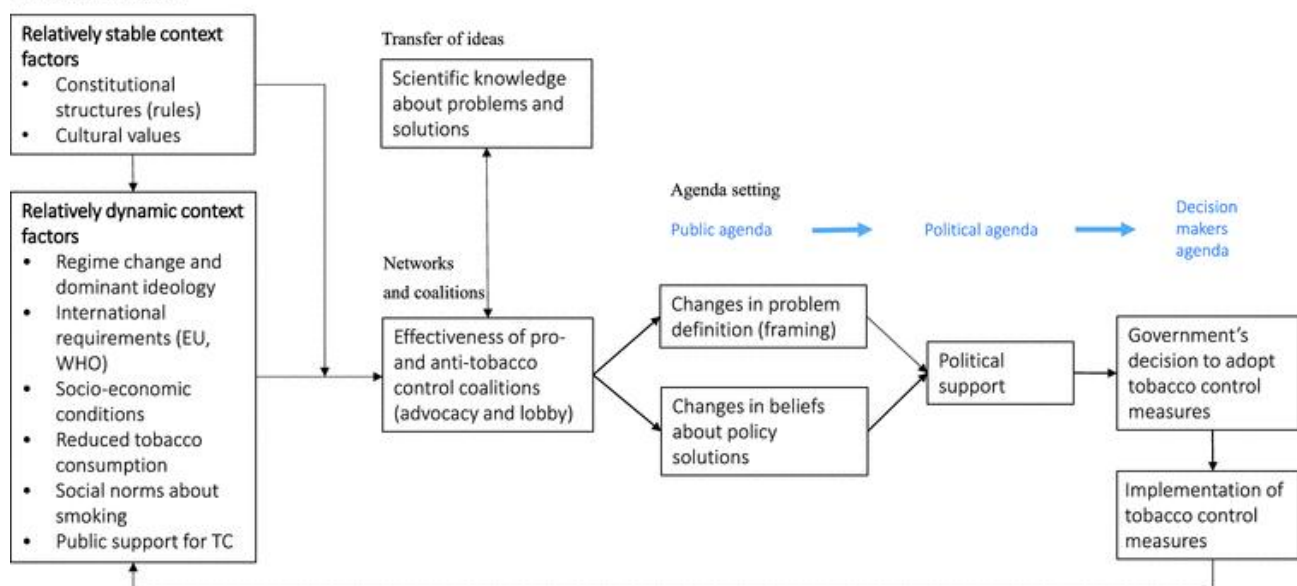 Relatively stable context
factors
• Constitutional
structures (rules)
• Cultural values
Relatively dynamic context
factors
• Regime change and
dominant ideology
• International
requirements (EU,
WHO)
• Socio-economic
conditions
• Reduced tobacco
consumption
• Social norms about
smoking
• Public support for TC
Transfer of ideas
Scientific knowledge
about problems and
solutions
Networks
and coalitions
Effectiveness of pro-
and anti-tobacco
control coalitions
(advocacy and lobby)
Agenda setting
Public agenda
Political agenda
Decision
makers
agenda
Changes in problem
definition (framing)
Changes in beliefs
about policy
solutions
Political
support
Government's
decision to adopt
tobacco control
measures
Implementation of
tobacco control
measures